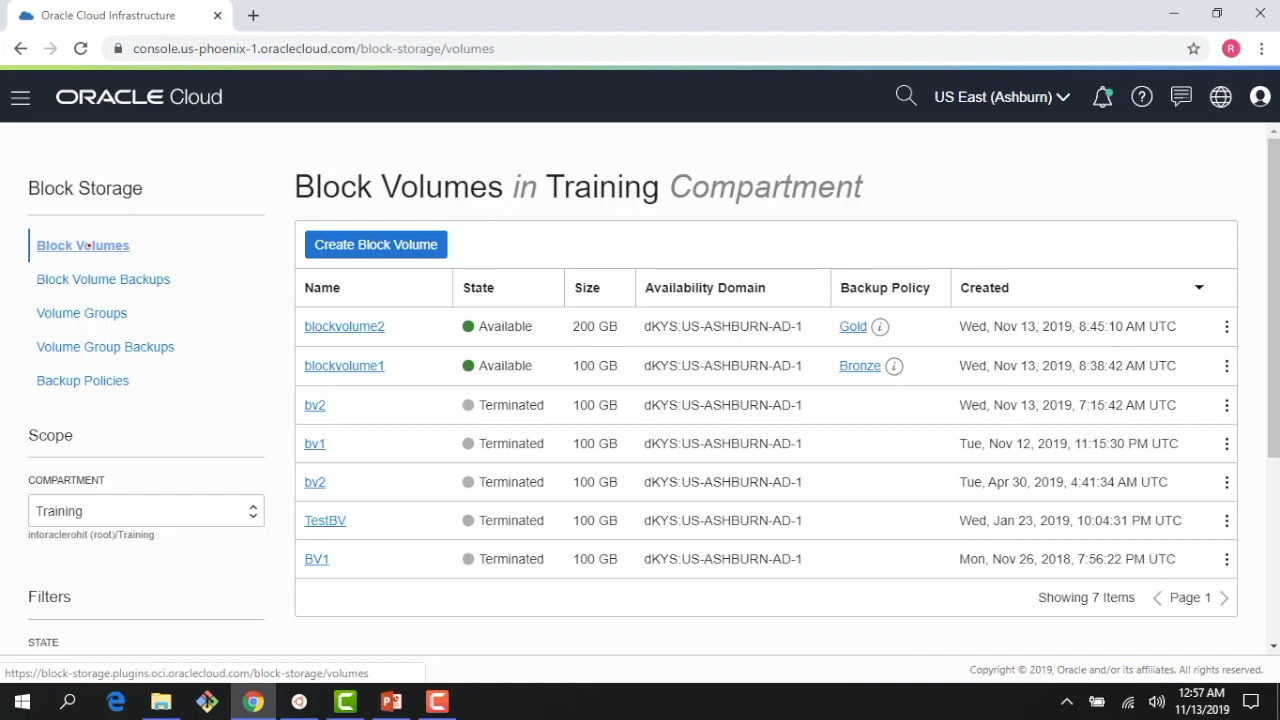 Oracle Cloud Infrastructure
console.us-phoenix-1.oraclecloud.com/block-storage/volumes
R
ORACLE Cloud
US East (Ashburn)
Block Storage
Block Volumes
Block Volume Backups
Volume Groups
Volume Group Backups
Backup Policies
Scope
COMPARTMENT
Training
intoraclerohit (root)/Training
Filters
STATE
Block Volumes in Training Compartment
Create Block Volume
Name State Size Availability Domain Backup Policy Created
blockvolume2 Available 200 GB dKYS:US-ASHBURN-AD-1 Gold i Wed, Nov 13, 2019, 8:45:10 AM UTC
blockvolume1 Available 100 GB dKYS:US-ASHBURN-AD-1 Bronze i Wed, Nov 13, 2019, 8:38:42 AM UTC
bv2 Terminated 100 GB dKYS:US-ASHBURN-AD-1 Wed, Nov 13, 2019, 7:15:42 AM UTC
bv1 Terminated 100 GB dKYS:US-ASHBURN-AD-1 Tue, Nov 12, 2019, 11:15:30 PM UTC
bv2 Terminated 100 GB dKYS:US-ASHBURN-AD-1 Tue, Apr 30, 2019, 4:41:34 AM UTC
TestBV Terminated 100 GB dKYS:US-ASHBURN-AD-1 Wed, Jan 23, 2019, 10:04:31 PM UTC
BV1 Terminated 100 GB dKYS:US-ASHBURN-AD-1 Mon, Nov 26, 2018, 7:56:22 PM UTC
Showing 7 Items Page 1
https://block-storage.plugins.oci.oraclecloud.com/block-storage/volumes
Copyright © 2019, Oracle and/or its affiliates. All rights reserved.
12:57 AM
11/13/2019